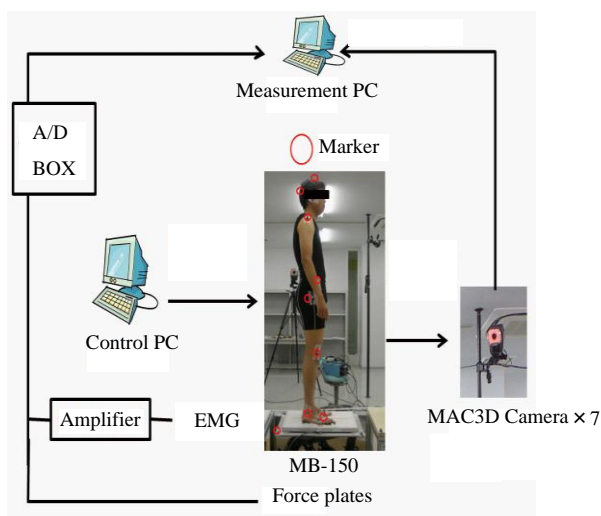 Measurement PC
A/D
BOX
Marker
Control PC
Amplifier
EMG
MAC3D Camera × 7
MB-150
Force plates